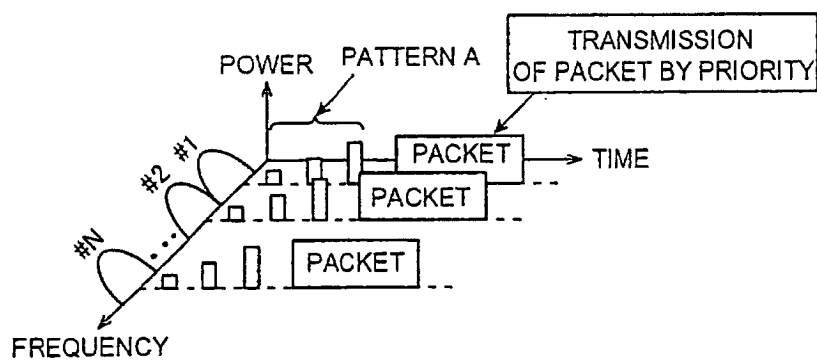 TRANSMISSION
OF PACKET BY PRIORITY
POWER
PATTERN A
#1
#2
#N
PACKET
TIME
PACKET
PACKET
FREQUENCY